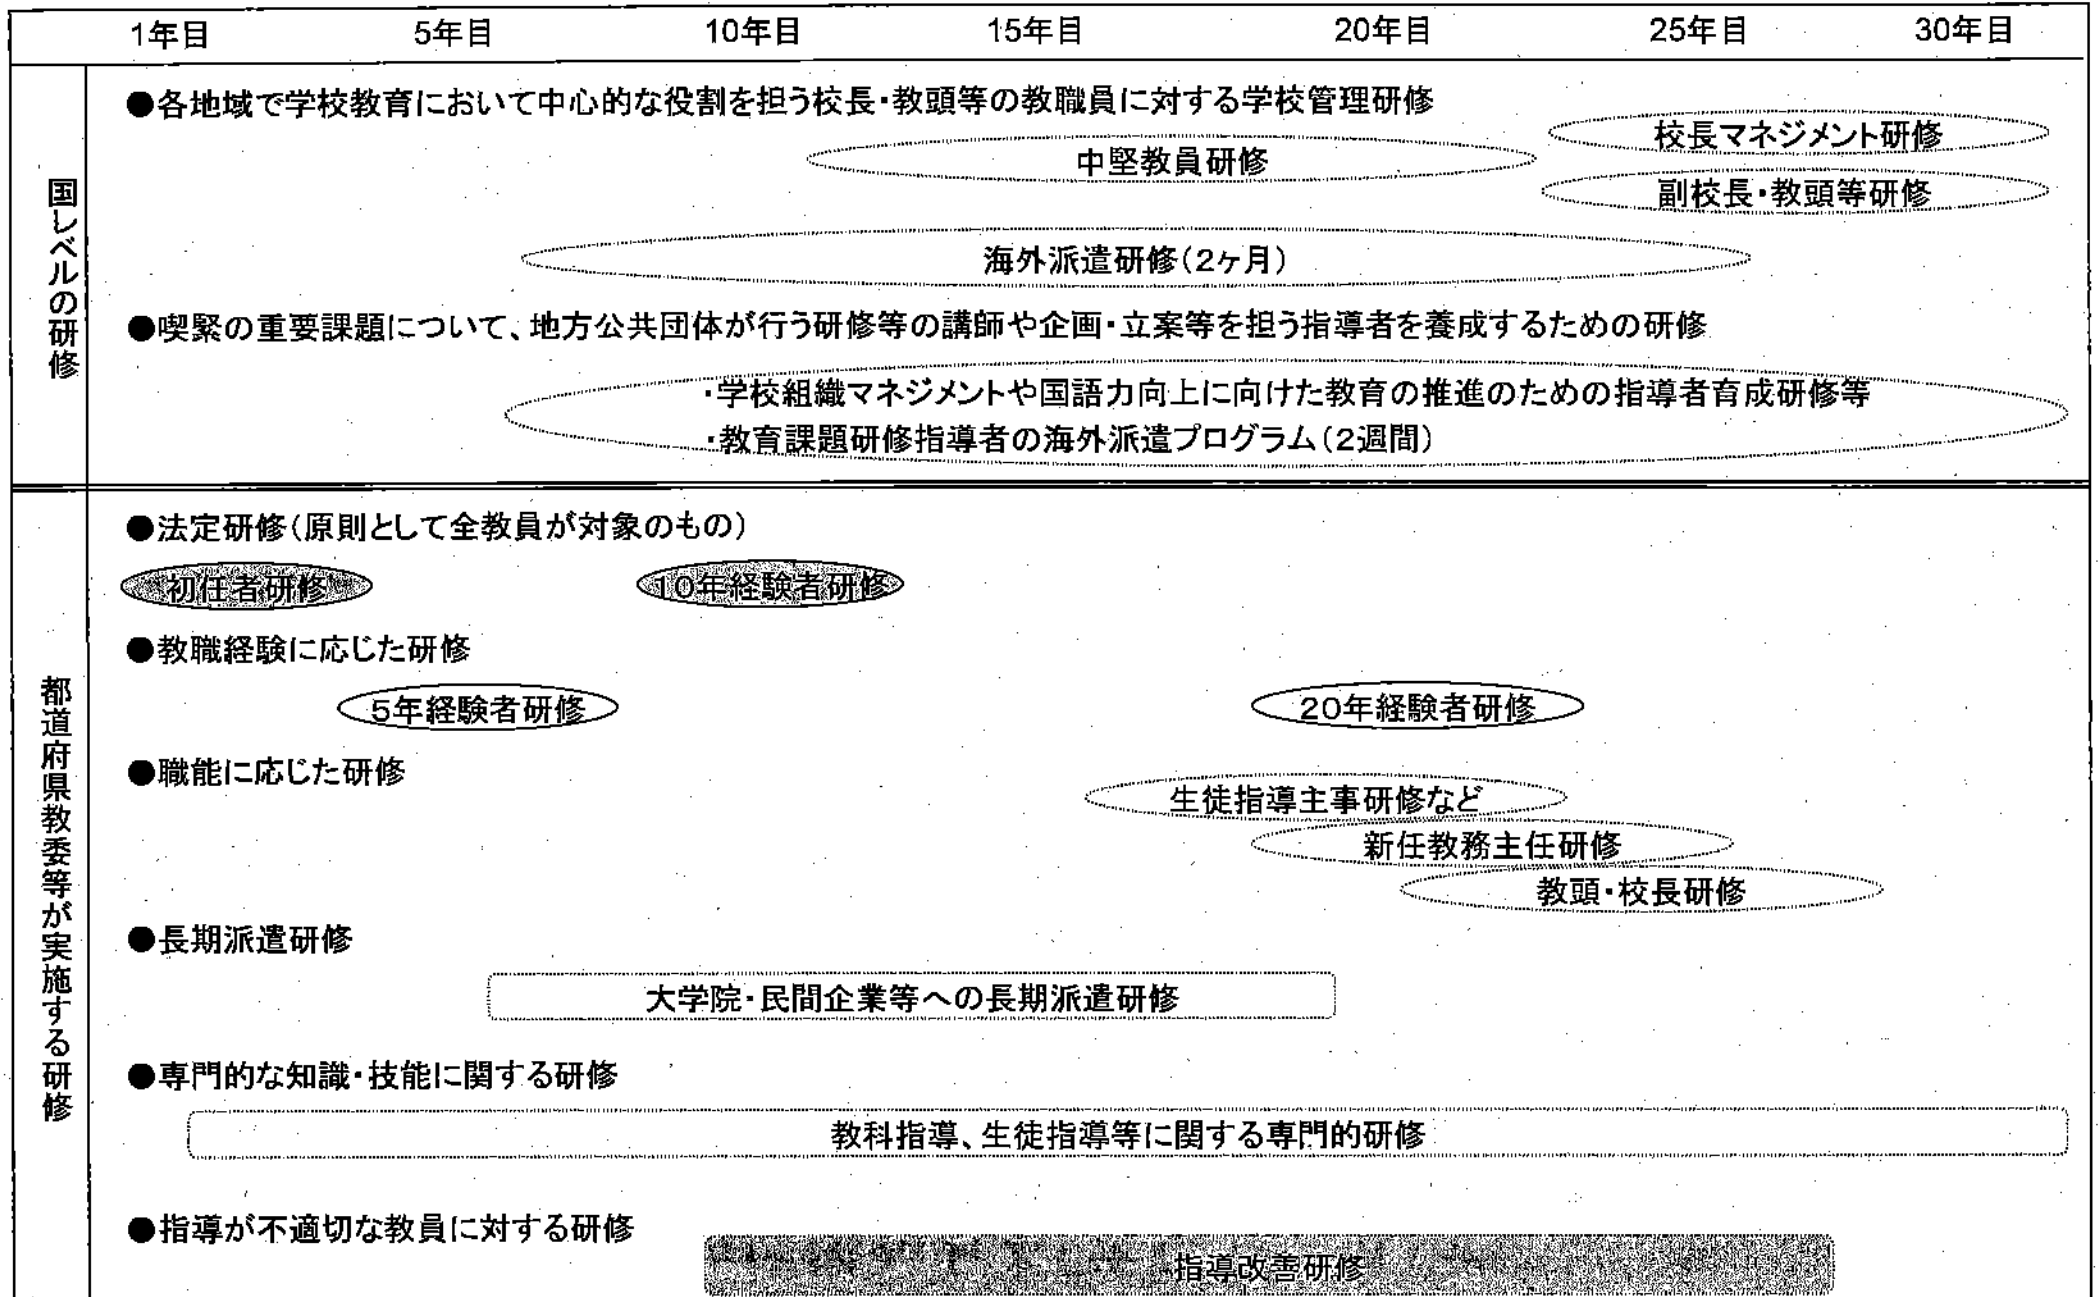 1年目 5年目 10年目 15年目 20年目 25年目 30年目
国レベルの研修
●各地域で学校教育において中心的な役割を担う校長・教頭等の教職員に対する学校管理研修
校長マネジメント研修
中堅教員研修
副校長・教頭等研修
海外派遣研修(2ヶ月)
●喫緊の重要課題について、地方公共団体が行う研修等の講師や企画・立案等を担う指導者を養成するための研修
・学校組織マネジメントや国語力向上に向けた教育の推進のための指導者育成研修等
・教育課題研修指導者の海外派遣プログラム(2週間)
都道府県教委等が実施する研修
●法定研修(原則として全教員が対象のもの)
初任者研修 10年経験者研修
●教職経験に応じた研修
5年経験者研修 20年経験者研修
●職能に応じた研修
生徒指導主事研修など
新任教務主任研修
教頭・校長研修
●長期派遣研修
大学院・民間企業等への長期派遣研修
●専門的な知識・技能に関する研修
教科指導、生徒指導等に関する専門的研修
●指導が不適切な教員に対する研修
指導改善研修